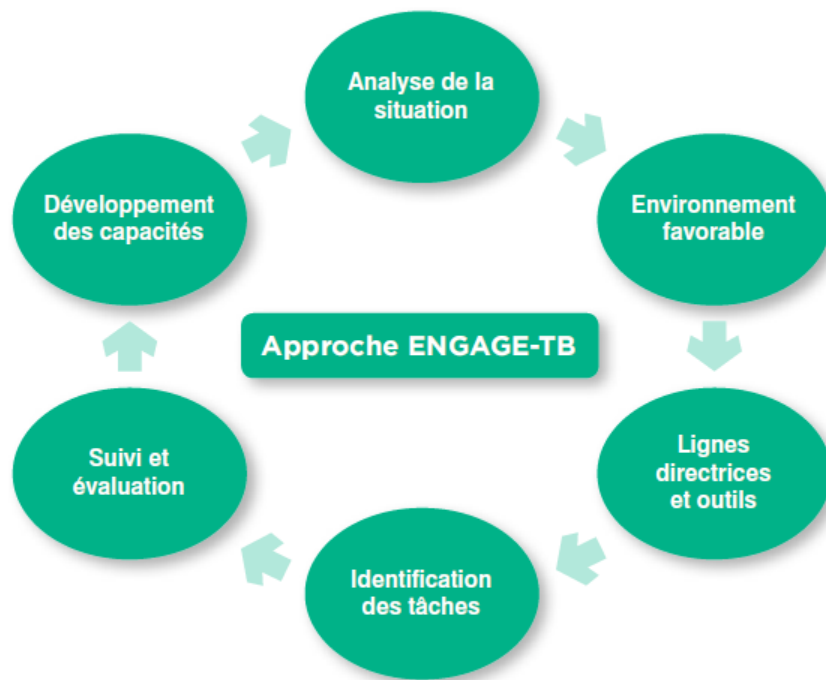 Analyse de la
situation
Environnement
favorable
Lignes
directrices
et outils
Identification
des tâches
Suivi et
évaluation
Développement
des capacités
Approche ENGAGE-TB